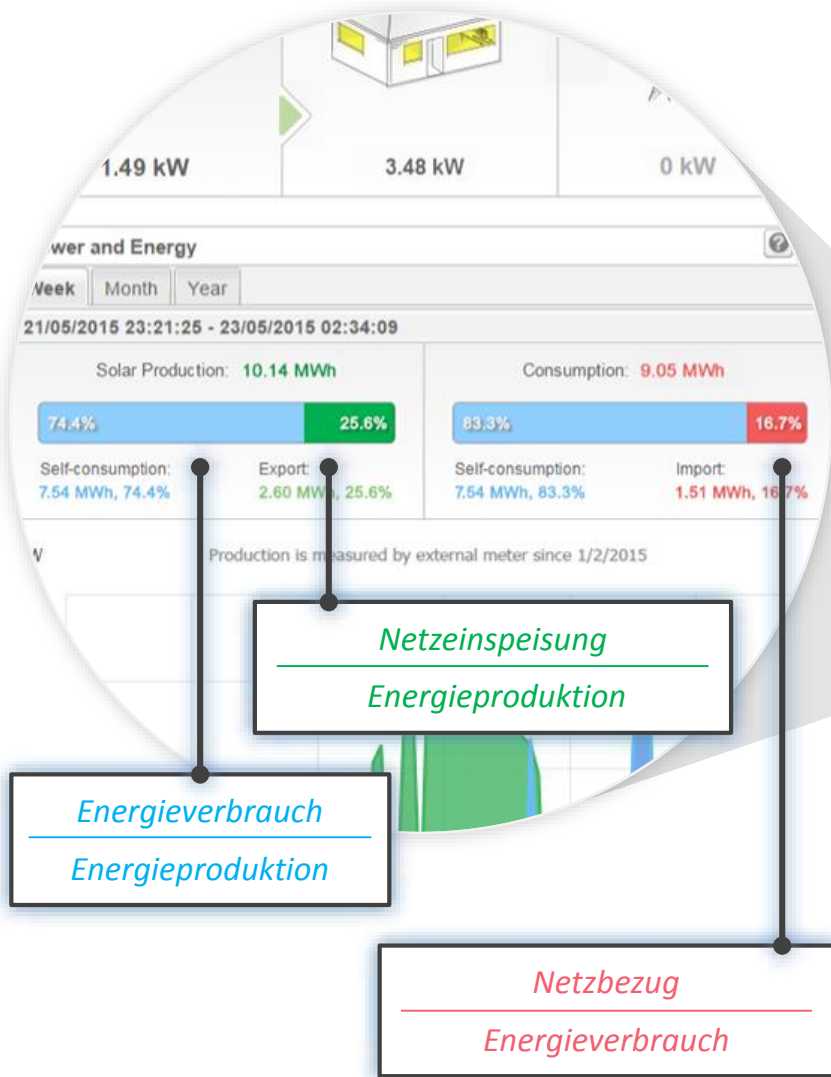 1.49 kW
3.48 kW
0 kW
wer and Energy
?
Week Month Year
21/05/2015 23:21:25 - 23/05/2015 02:34:09
Solar Production: 10.14 MWh
Consumption: 9.05 MWh
74.4% 25.6%
83.3% 16.7%
Self-consumption: Export:
7.54 MWh, 74.4% 2.60 MWh, 25.6%
Self-consumption: Import:
7.54 MWh, 83.3% 1.51 MWh, 16.7%
W
Production is measured by external meter since 1/2/2015
Netzeinspeisung
Energieproduktion
Energieverbrauch
Energieproduktion
Netzbezug
Energieverbrauch